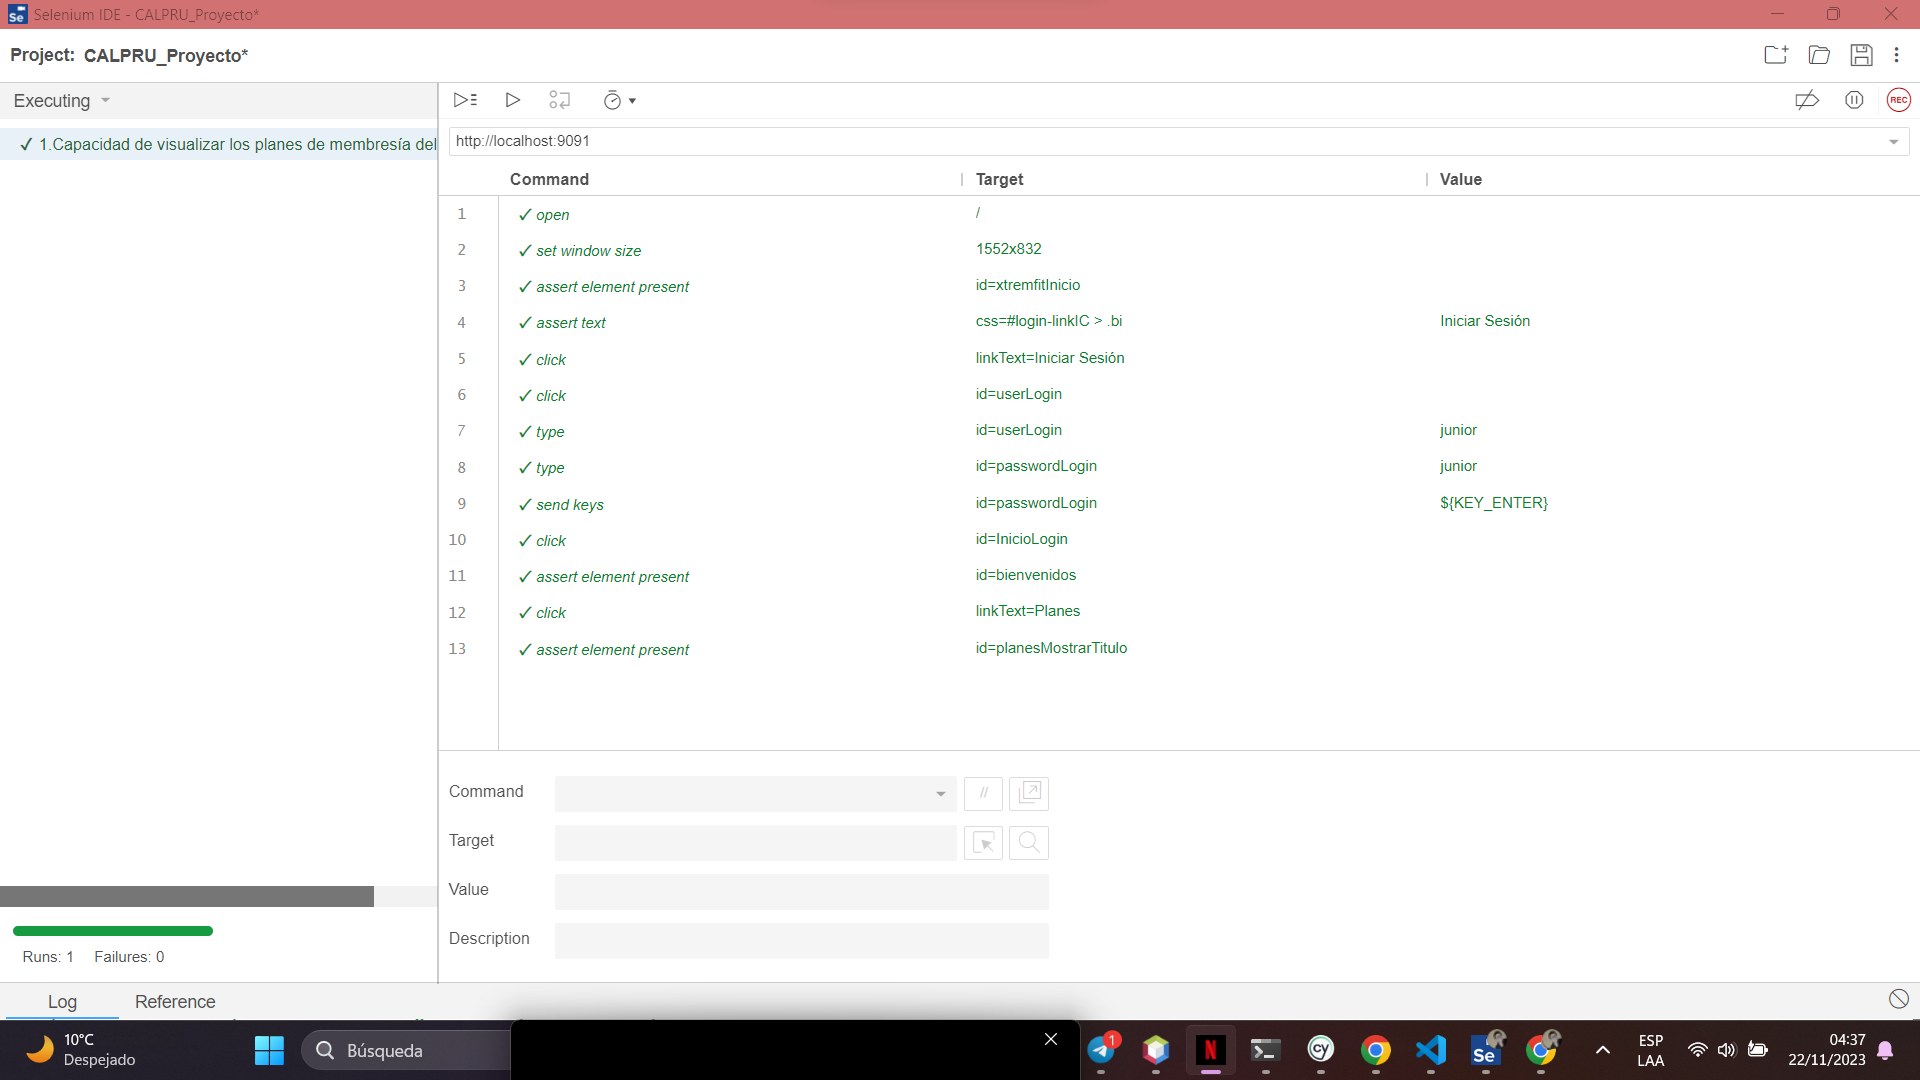 Selenium IDE - CALPRU_Proyecto*
Project: CALPRU_Proyecto*
Executing
REC
✓ 1.Capacidad de visualizar los planes de membresía del
http://localhost:9091
Command Target Value
1 ✓ open /
2 ✓ set window size 1552x832
3 ✓ assert element present id=xtremfitInicio
4 ✓ assert text css=#login-linkIC > .bi Iniciar Sesión
5 ✓ click linkText=Iniciar Sesión
6 ✓ click id=userLogin
7 ✓ type id=userLogin junior
8 ✓ type id=passwordLogin junior
9 ✓ send keys id=passwordLogin ${KEY_ENTER}
10 ✓ click id=InicioLogin
11 ✓ assert element present id=bienvenidos
12 ✓ click linkText=Planes
13 ✓ assert element present id=planesMostrarTitulo
Command //
Target
Value
Description
Runs: 1 Failures: 0
Log Reference
10°C
Despejado
Búsqueda
1
N
cy
Se
ESP
LAA
04:37
22/11/2023